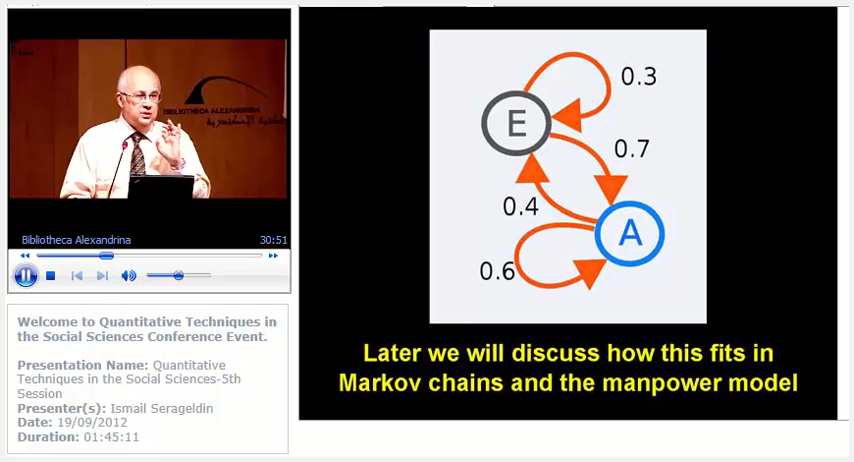 BIBLIOTHECA ALEXANDRINA
Bibliotheca Alexandrina 30:51
Welcome to Quantitative Techniques in
the Social Sciences Conference Event.
Presentation Name: Quantitative
Techniques in the Social Sciences-5th
Session
Presenter(s): Ismail Serageldin
Date: 19/09/2012
Duration: 01:45:11
0.3
E
0.7
0.4
A
0.6
Later we will discuss how this fits in
Markov chains and the manpower model